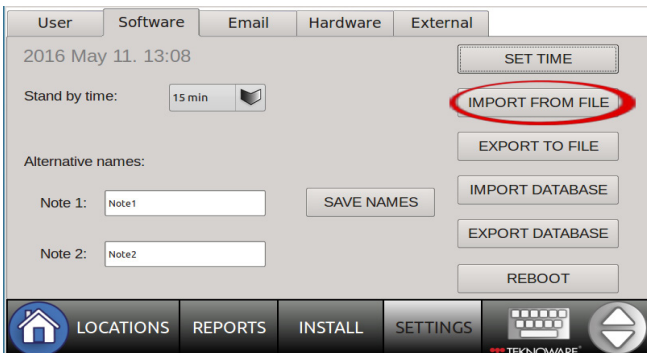 User Software Email Hardware External
2016 May 11. 13:08
SET TIME
Stand by time: 15 min
IMPORT FROM FILE
EXPORT TO FILE
Alternative names:
IMPORT DATABASE
Note 1: Note1 SAVE NAMES
EXPORT DATABASE
Note 2: Note2
REBOOT
LOCATIONS REPORTS INSTALL SETTINGS
TEKNOWARE